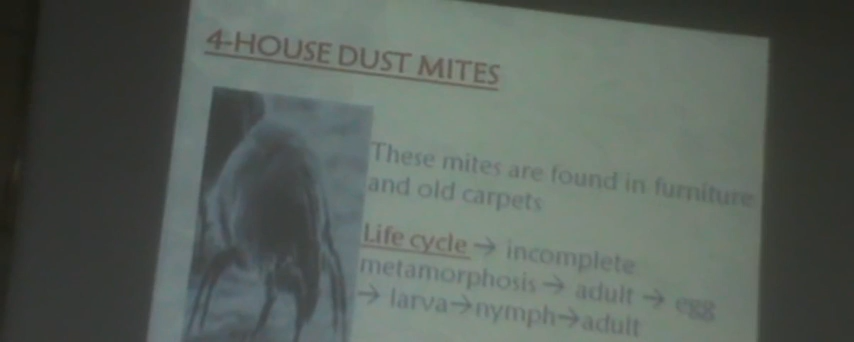 4-HOUSE DUST MITES
These mites are found in furniture
and old carpets
Life cycle → incomplete
metamorphosis → adult → egg
→ larva→nymph→adult